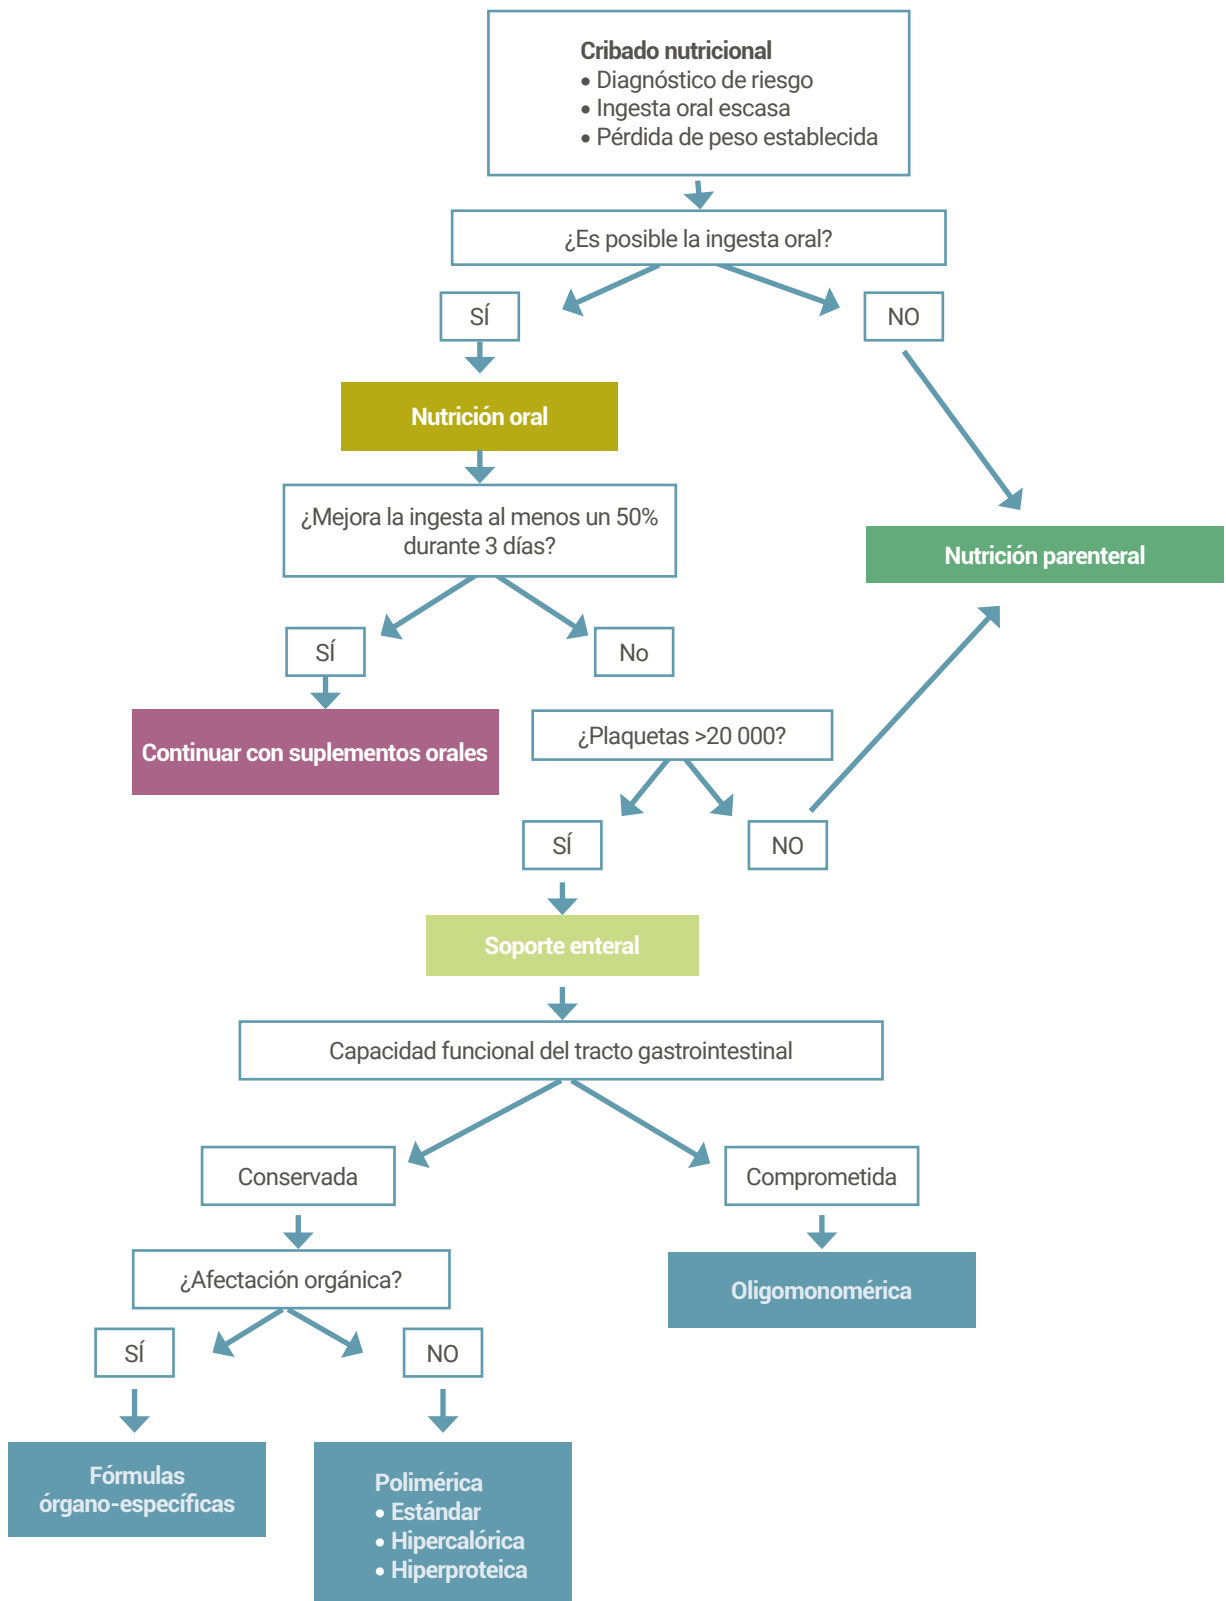 Cribado nutricional
• Diagnóstico de riesgo
• Ingesta oral escasa
• Pérdida de peso establecida
¿Es posible la ingesta oral?
SÍ
NO
Nutrición oral
¿Mejora la ingesta al menos un 50%
durante 3 días?
Nutrición parenteral
SÍ
No
Continuar con suplementos orales
¿Plaquetas >20 000?
SÍ
NO
Soporte enteral
Capacidad funcional del tracto gastrointestinal
Conservada
Comprometida
¿Afectación orgánica?
Oligomonomérica
SÍ
NO
Fórmulas
órgano-específicas
Polimérica
• Estándar
• Hipercalórica
• Hiperproteica